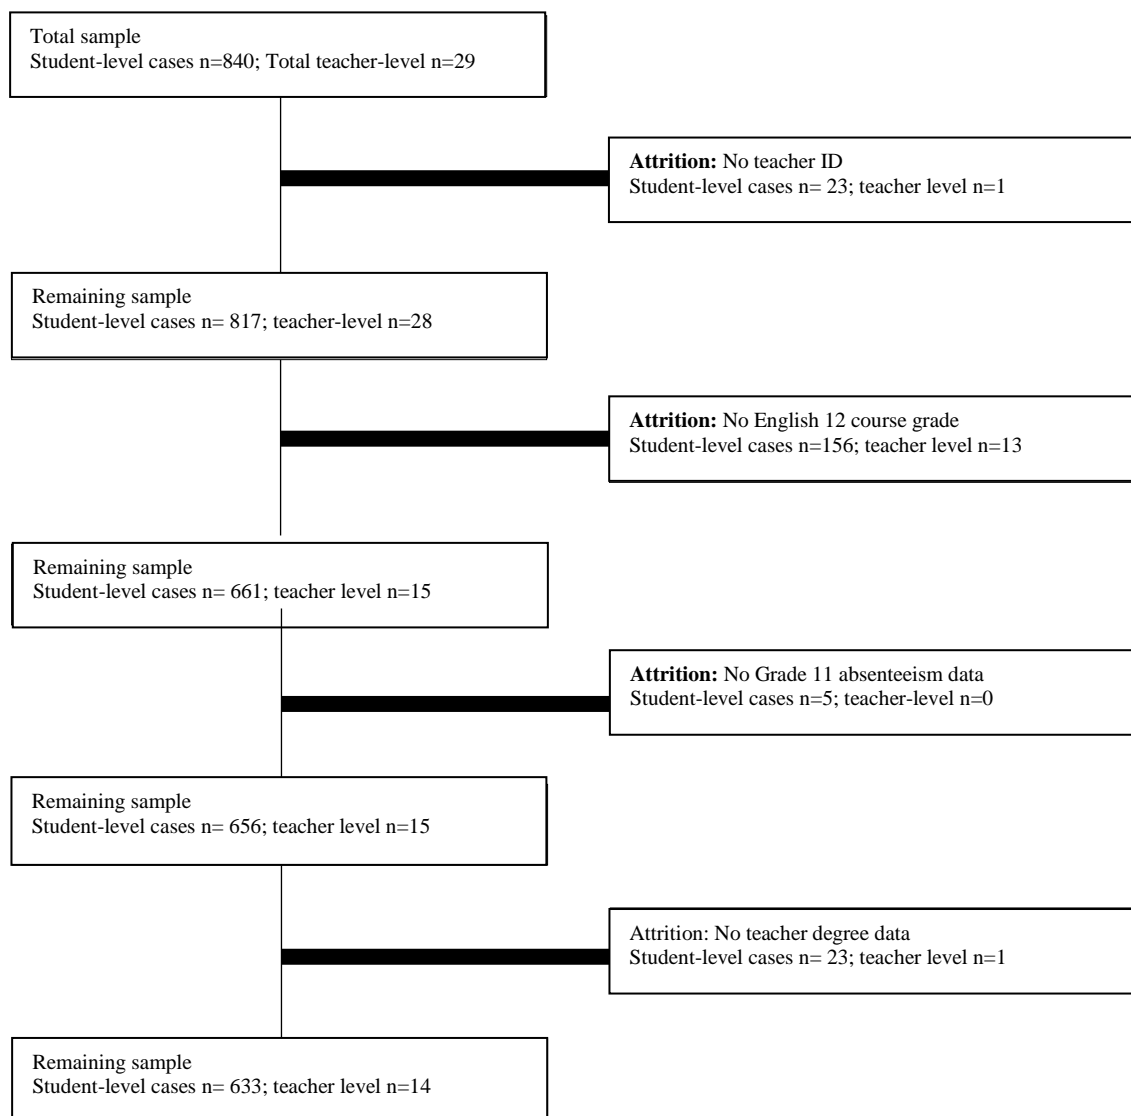 Total sample
Student-level cases n=840; Total teacher-level n=29
Attrition: No teacher ID
Student-level cases n= 23; teacher level n=1
Remaining sample
Student-level cases n= 817; teacher-level n=28
Attrition: No English 12 course grade
Student-level cases n=156; teacher level n=13
Remaining sample
Student-level cases n= 661; teacher level n=15
Attrition: No Grade 11 absenteeism data
Student-level cases n=5; teacher-level n=0
Remaining sample
Student-level cases n= 656; teacher level n=15
Attrition: No teacher degree data
Student-level cases n= 23; teacher level n=1
Remaining sample
Student-level cases n= 633; teacher level n=14